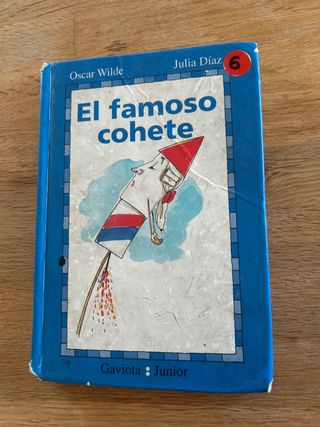 Oscar Wilde Julia Díaz 6
El famoso
cohete
Gaviota Junior